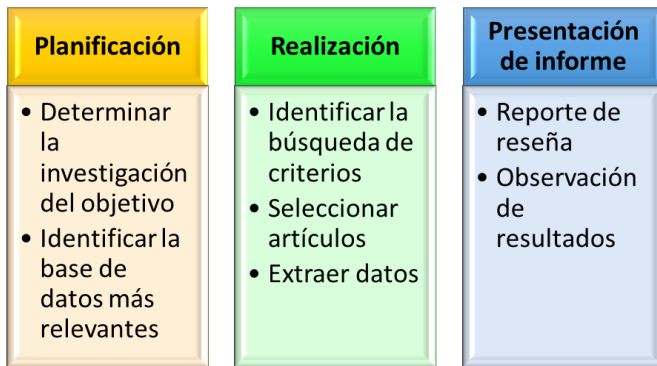 Planificación
• Determinar
la
investigación
del objetivo
• Identificar la
base de
datos más
relevantes
Realización
• Identificar la
búsqueda de
criterios
• Seleccionar
artículos
• Extraer datos
Presentación
de informe
• Reporte de
reseña
• Observación
de
resultados